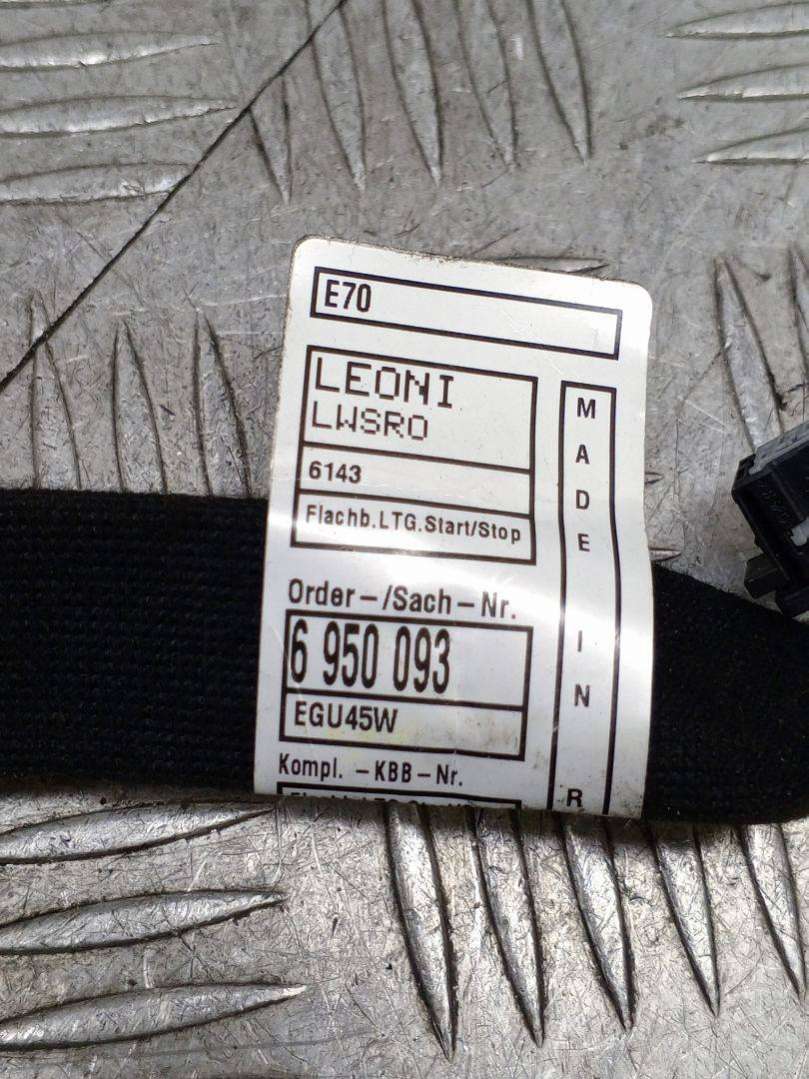 E70
LEONI
LWSRO
6143
Flachb.LTG.Start/Stop
Order-/Sach-Nr.
6 950 093
EGU45W
Kompl. -KBB-Nr.
MADE IN R